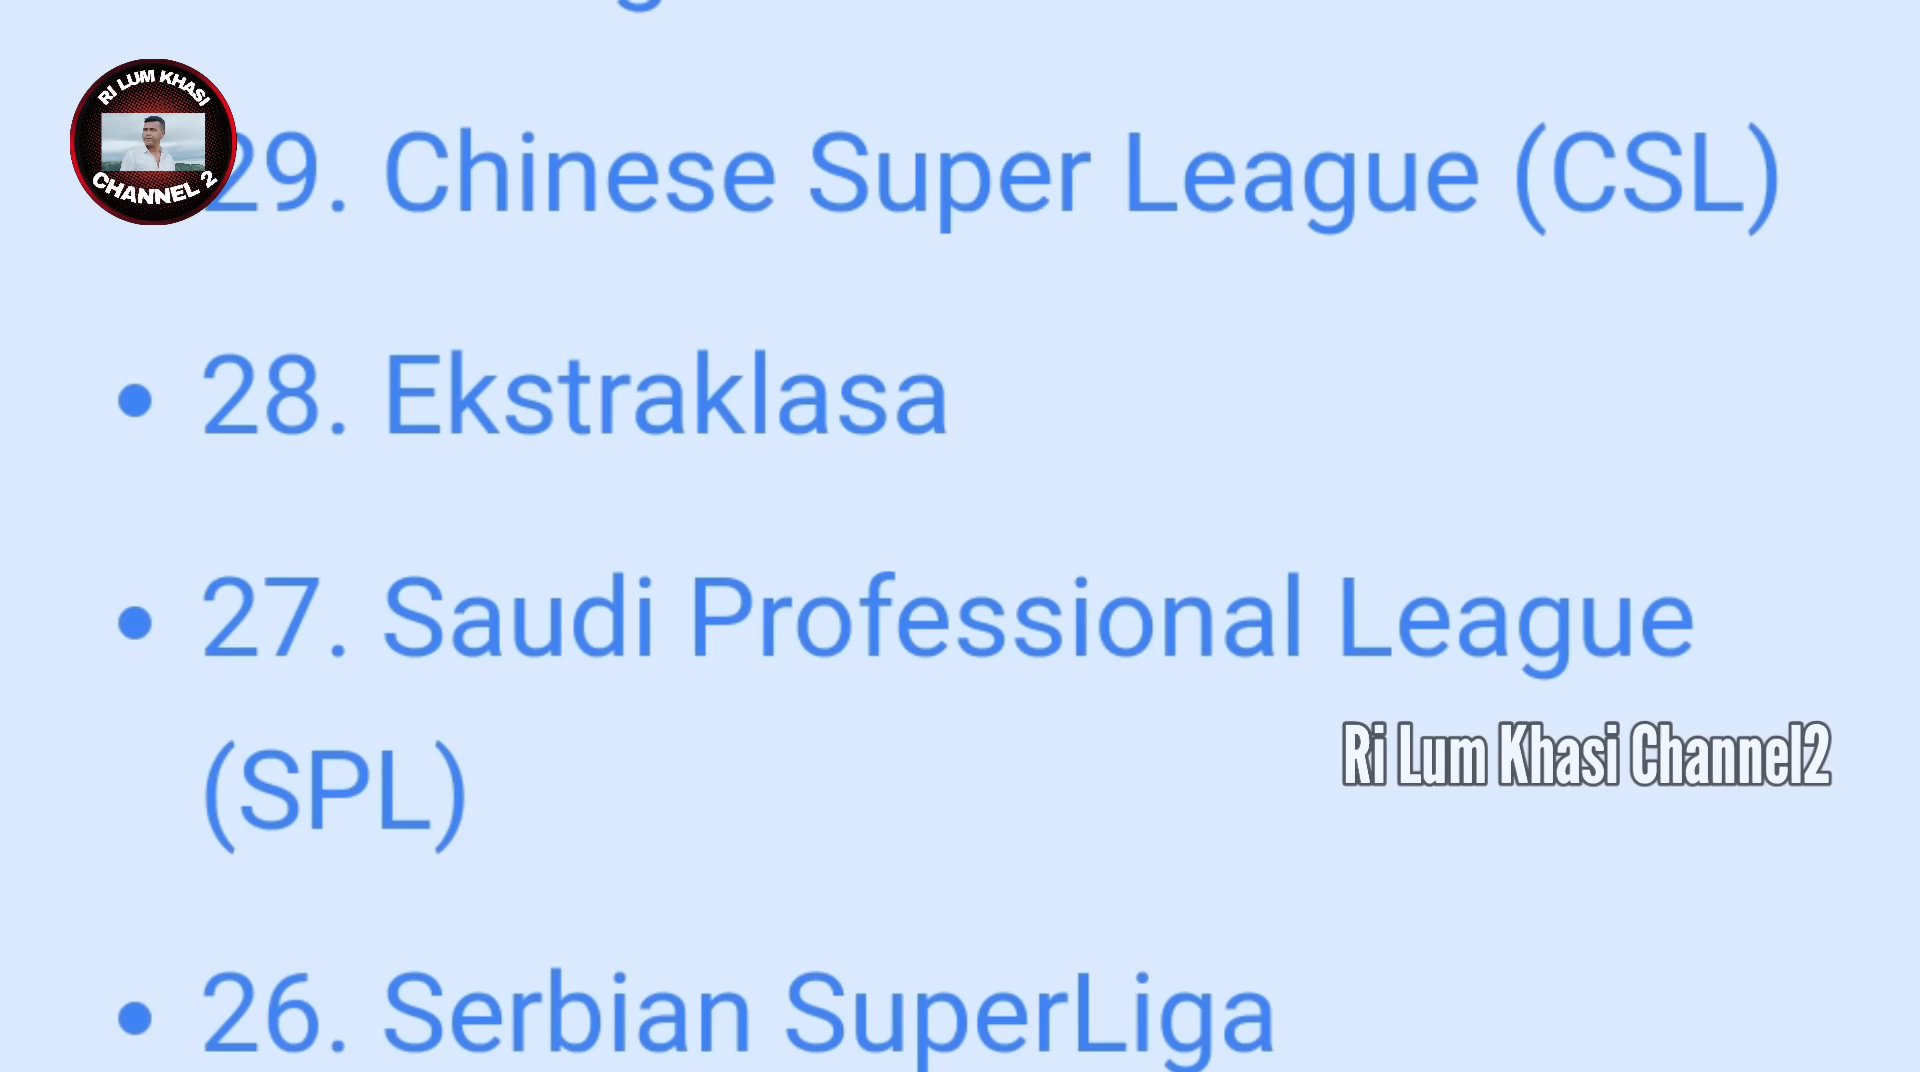 RI LUM KHASI
CHANNEL 2
29. Chinese Super League (CSL)
• 28. Ekstraklasa
• 27. Saudi Professional League
(SPL)
Ri Lum Khasi Channel2
• 26. Serbian SuperLiga